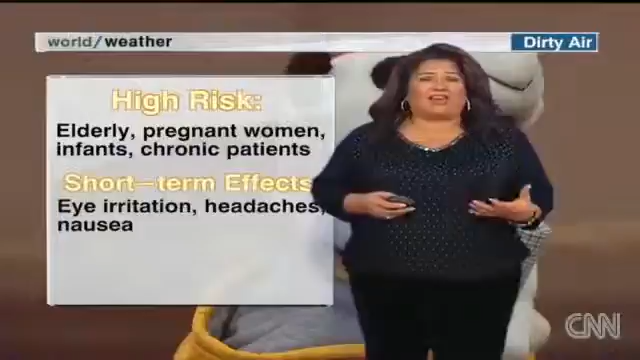 world/weather
Dirty Air
High Risk:
Elderly, pregnant women,
infants, chronic patients
Short-term Effects
Eye irritation, headaches,
nausea
CNN